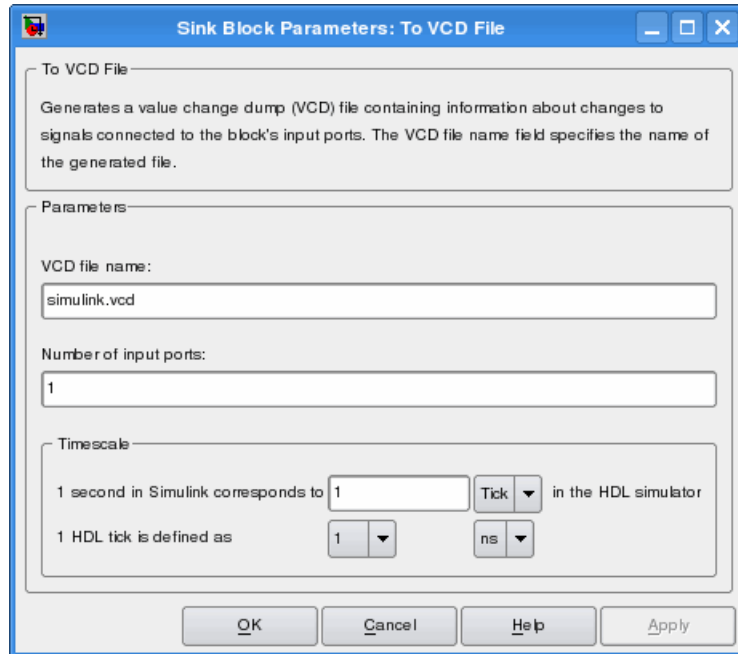 Sink Block Parameters: To VCD File
To VCD File
Generates a value change dump (VCD) file containing information about changes to
signals connected to the block's input ports. The VCD file name field specifies the name of
the generated file.
Parameters
VCD file name:
simulink.vcd
Number of input ports:
1
Timescale
1 second in Simulink corresponds to 1 Tick in the HDL simulator
1 HDL tick is defined as 1 ns
OK Cancel Help Apply